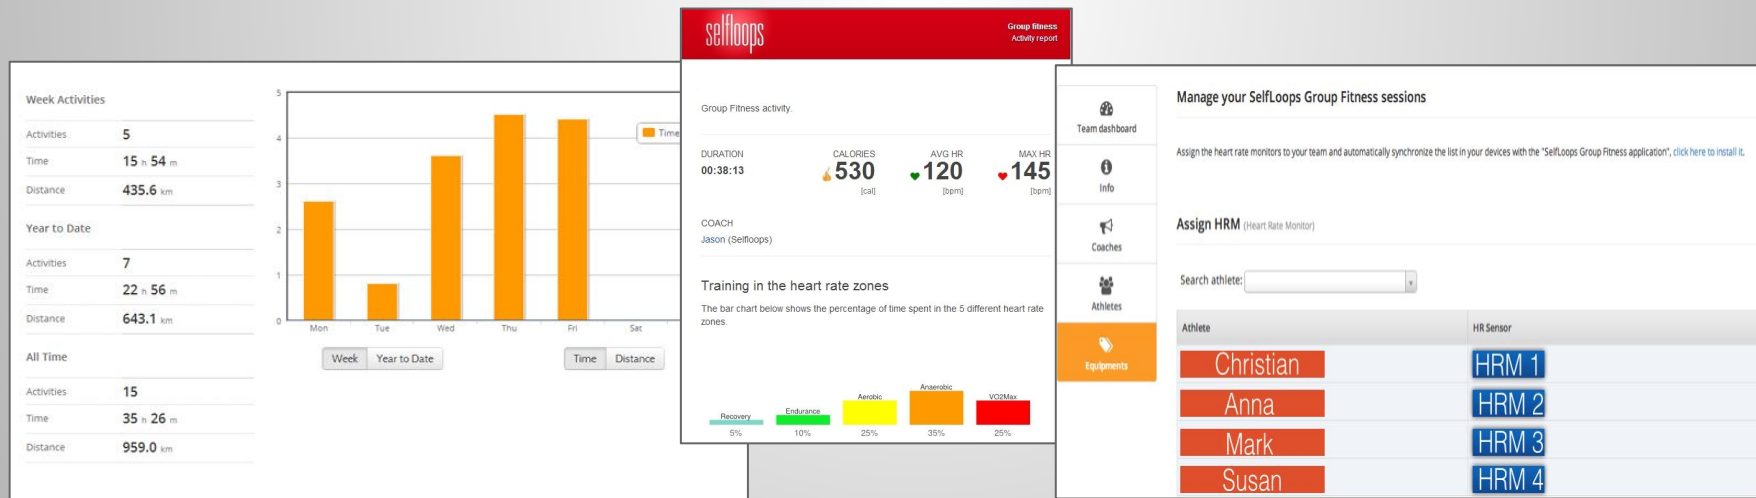 Week Activities
Activities 5
Time 15 h 54 m
Distance 435.6 km
Year to Date
Activities 7
Time 22 h 56 m
Distance 643.1 km
All Time
Activities 15
Time 35 h 26 m
Distance 959.0 km
5
4
3
2
1
0
Mon Tue Wed Thu Fri Sat
Time
Week Year to Date Time Distance
selfloops
Group fitness
Activity report
Group Fitness activity.
DURATION CALORIES AVG HR MAX HR
00:38:13 530 120 145
[cal] [bpm] [bpm]
COACH
Jason (Selfloops)
Training in the heart rate zones
The bar chart below shows the percentage of time spent in the 5 different heart rate
zones.
Recovery Endurance Aerobic Anaerobic VO2Max
5% 10% 25% 35% 25%
Team dashboard
Info
Coaches
Athletes
Equipments
Manage your SelfLoops Group Fitness sessions
Assign the heart rate monitors to your team and automatically synchronize the list in your devices with the "SelfLoops Group Fitness application", click here to install it.
Assign HRM (Heart Rate Monitor)
Search athlete:
Athlete HR Sensor
Christian HRM 1
Anna HRM 2
Mark HRM 3
Susan HRM 4